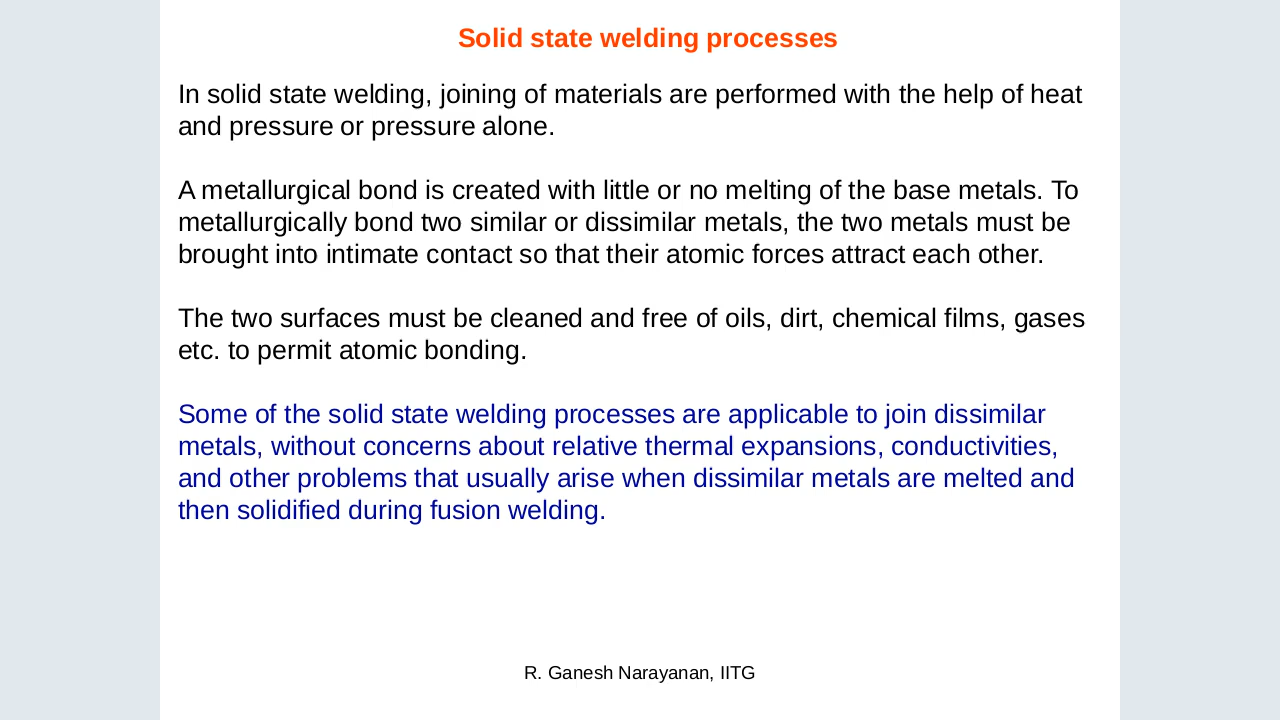 Solid state welding processes
In solid state welding, joining of materials are performed with the help of heat
and pressure or pressure alone.
A metallurgical bond is created with little or no melting of the base metals. To
metallurgically bond two similar or dissimilar metals, the two metals must be
brought into intimate contact so that their atomic forces attract each other.
The two surfaces must be cleaned and free of oils, dirt, chemical films, gases
etc. to permit atomic bonding.
Some of the solid state welding processes are applicable to join dissimilar
metals, without concerns about relative thermal expansions, conductivities,
and other problems that usually arise when dissimilar metals are melted and
then solidified during fusion welding.
R. Ganesh Narayanan, IITG